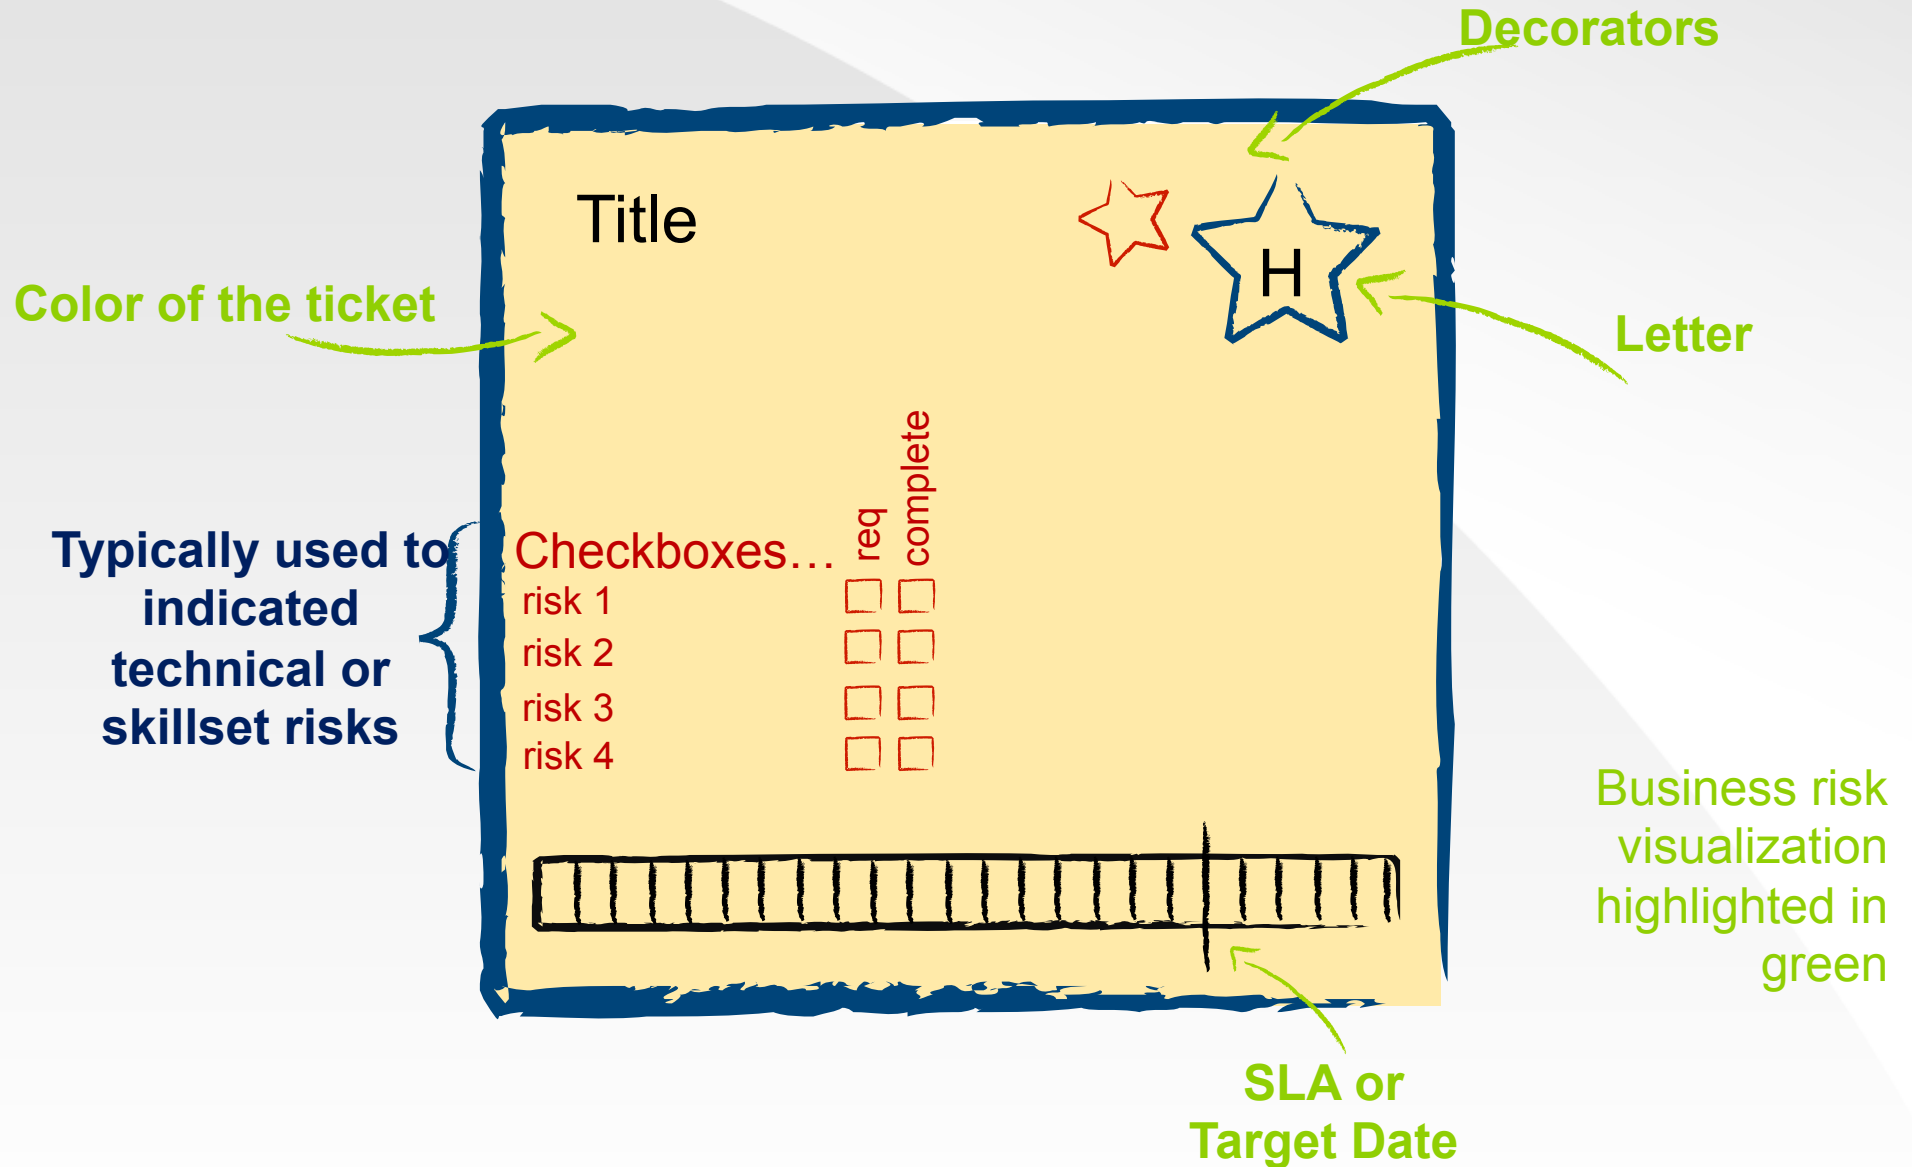 Decorators
Title
H
Color of the ticket
Letter
Typically used to
indicated
technical or
skillset risks
Checkboxes…
req
complete
risk 1
risk 2
risk 3
risk 4
Business risk
visualization
highlighted in
green
SLA or
Target Date